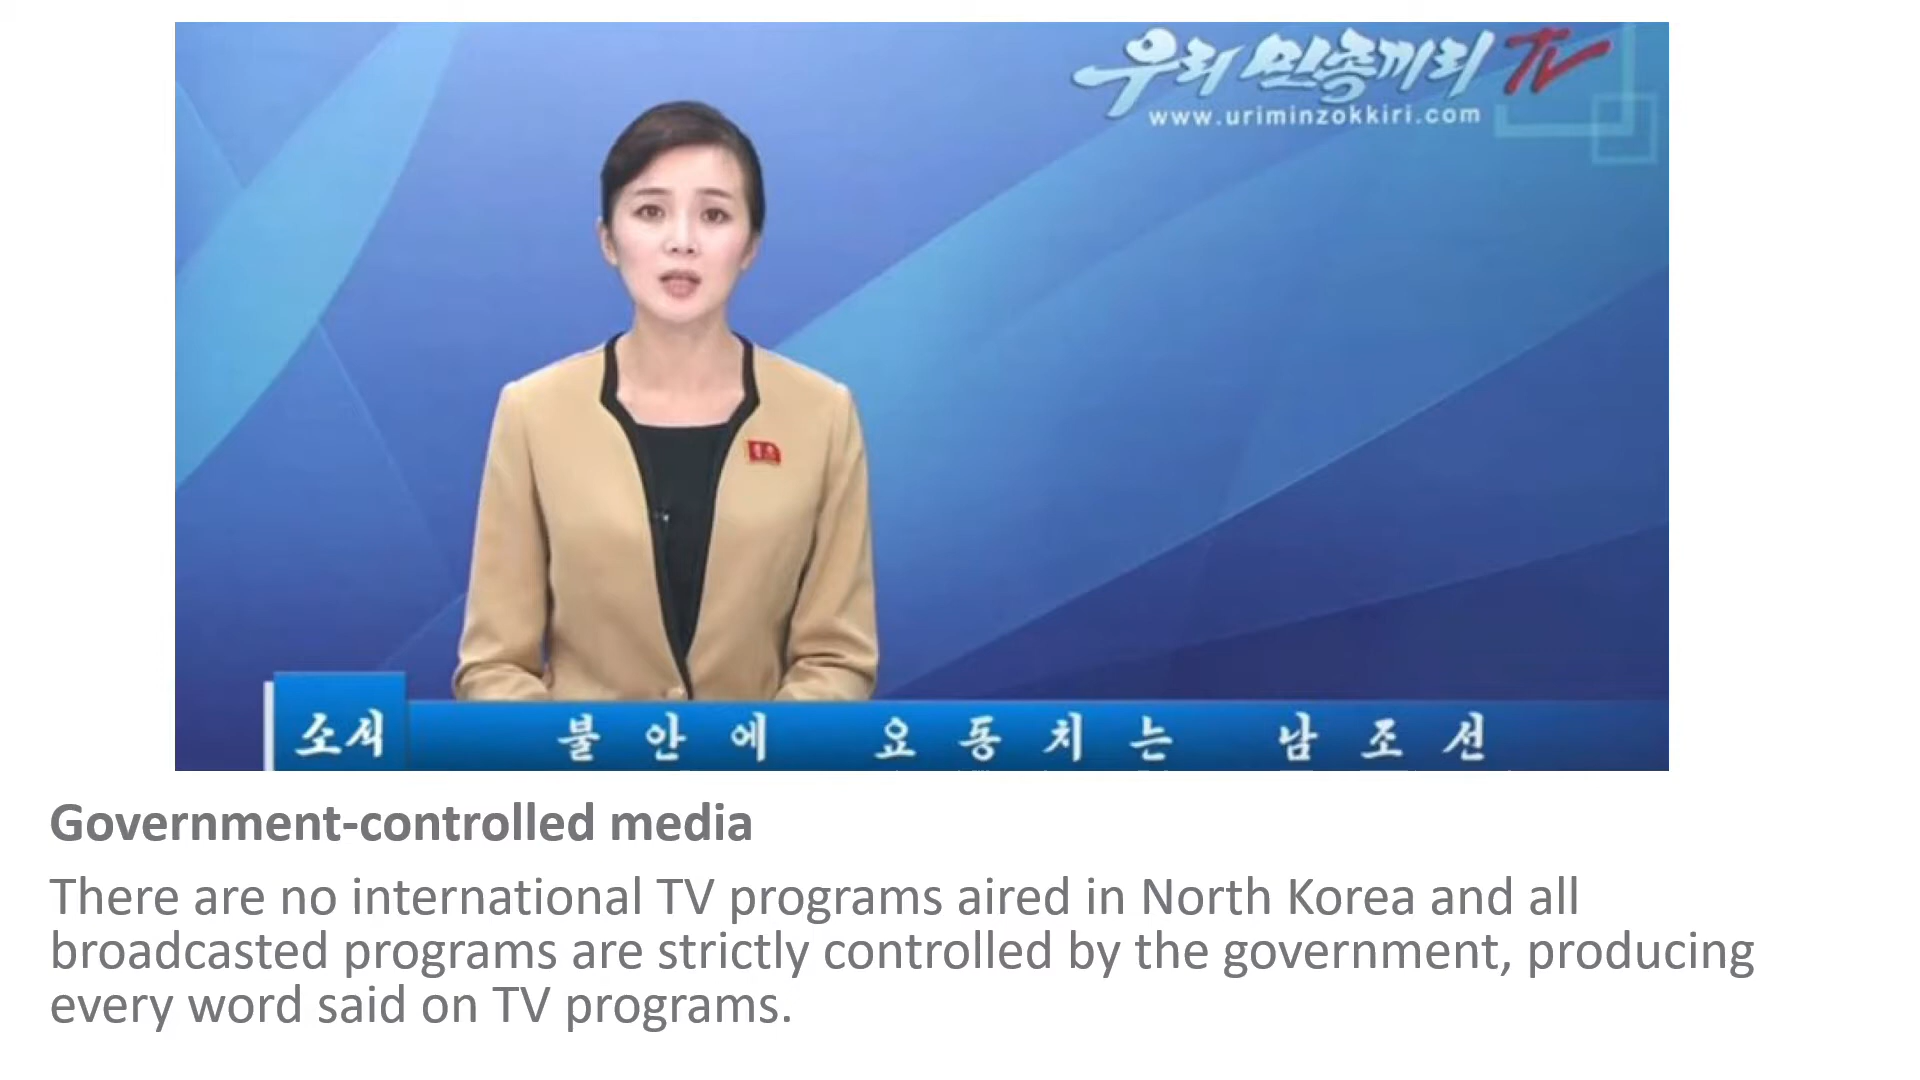 우리민족끼리 TV
www.uriminzokkiri.com
소식 불안에 요동치는 남조선
Government-controlled media
There are no international TV programs aired in North Korea and all
broadcasted programs are strictly controlled by the government, producing
every word said on TV programs.